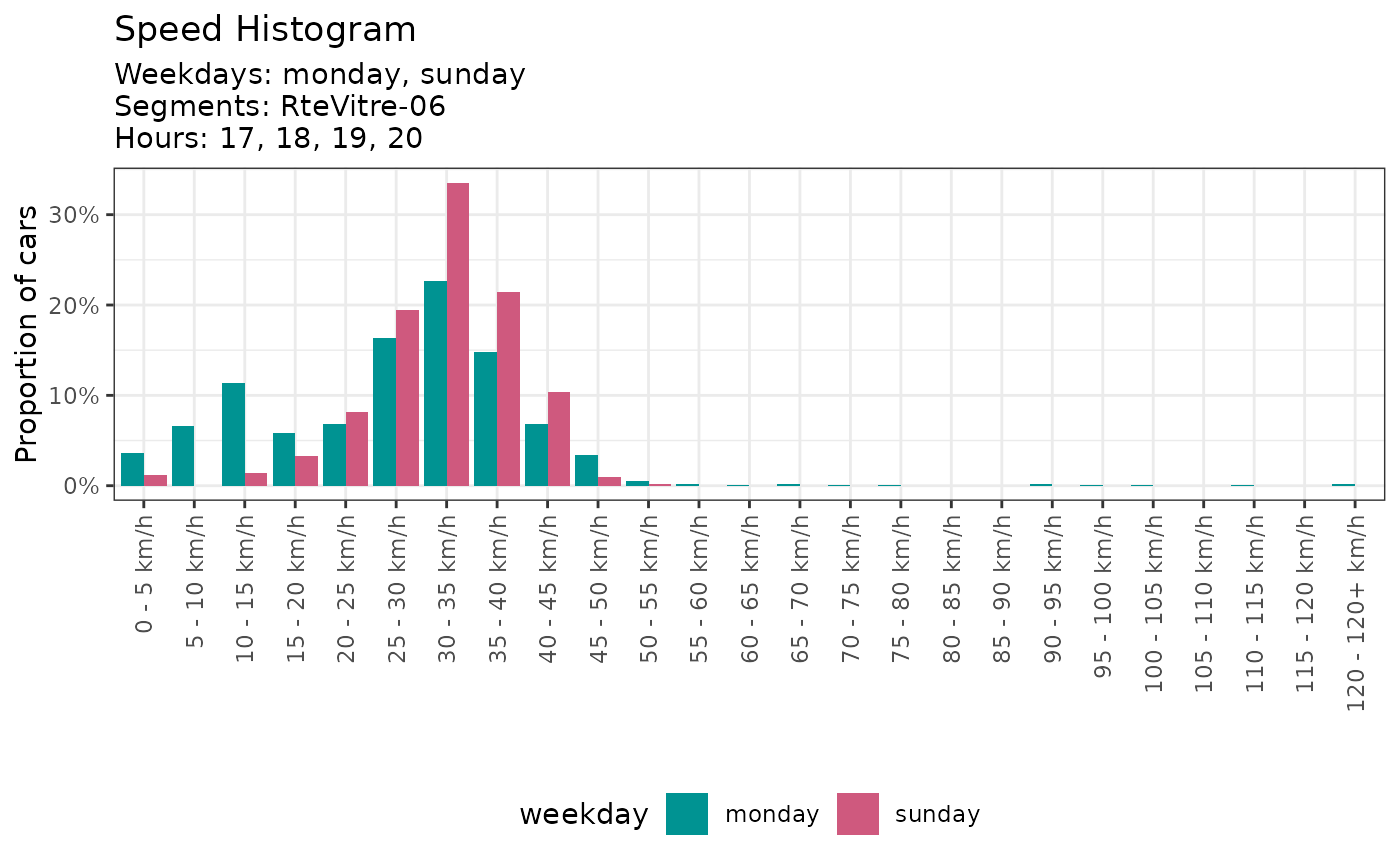 Speed Histogram
Weekdays: monday, sunday
Segments: RteVitre-06
Hours: 17, 18, 19, 20
Proportion of cars
30%
20%
10%
0%
0 - 5 km/h
5 - 10 km/h
10 - 15 km/h
15 - 20 km/h
20 - 25 km/h
25 - 30 km/h
30 - 35 km/h
35 - 40 km/h
40 - 45 km/h
45 - 50 km/h
50 - 55 km/h
55 - 60 km/h
60 - 65 km/h
65 - 70 km/h
70 - 75 km/h
75 - 80 km/h
80 - 85 km/h
85 - 90 km/h
90 - 95 km/h
95 - 100 km/h
100 - 105 km/h
105 - 110 km/h
110 - 115 km/h
115 - 120 km/h
120 - 120+ km/h
weekday monday sunday